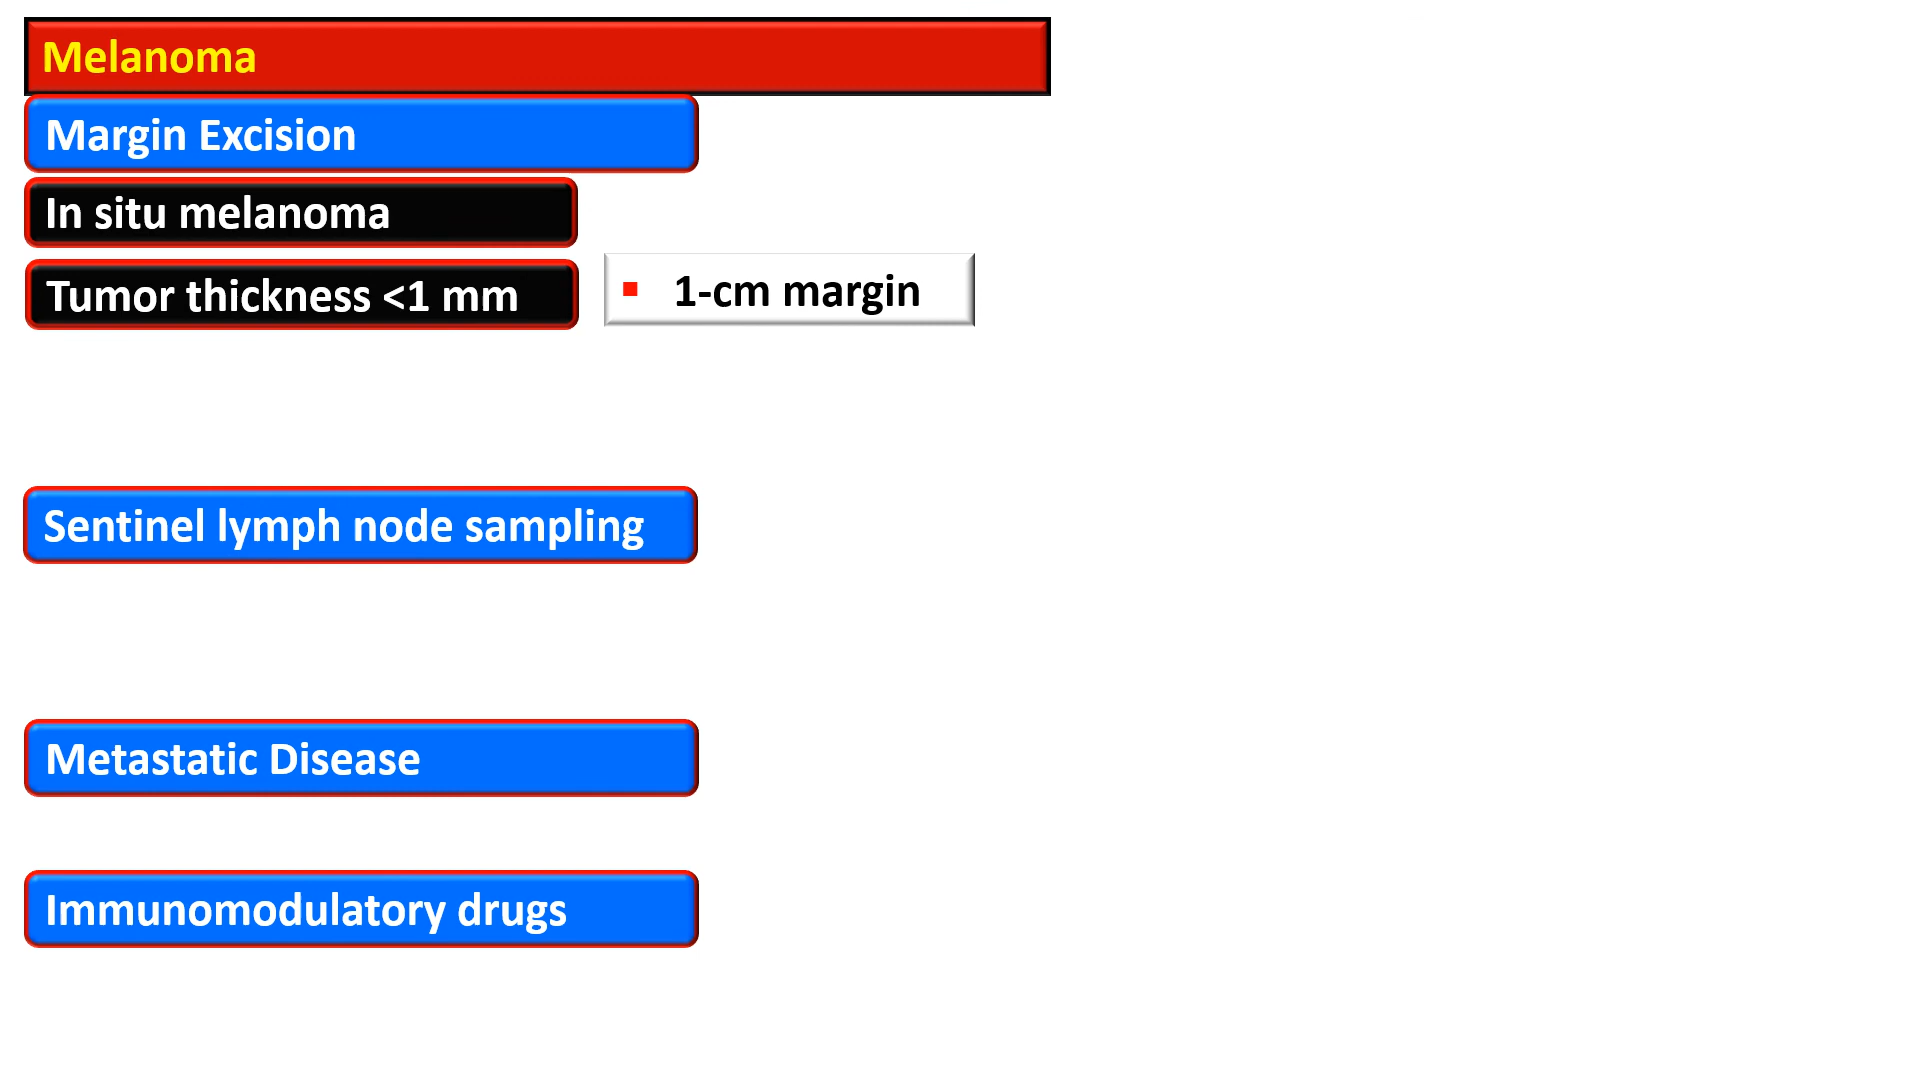 Melanoma
Margin Excision
In situ melanoma
Tumor thickness <1 mm
▪ 1-cm margin
Sentinel lymph node sampling
Metastatic Disease
Immunomodulatory drugs